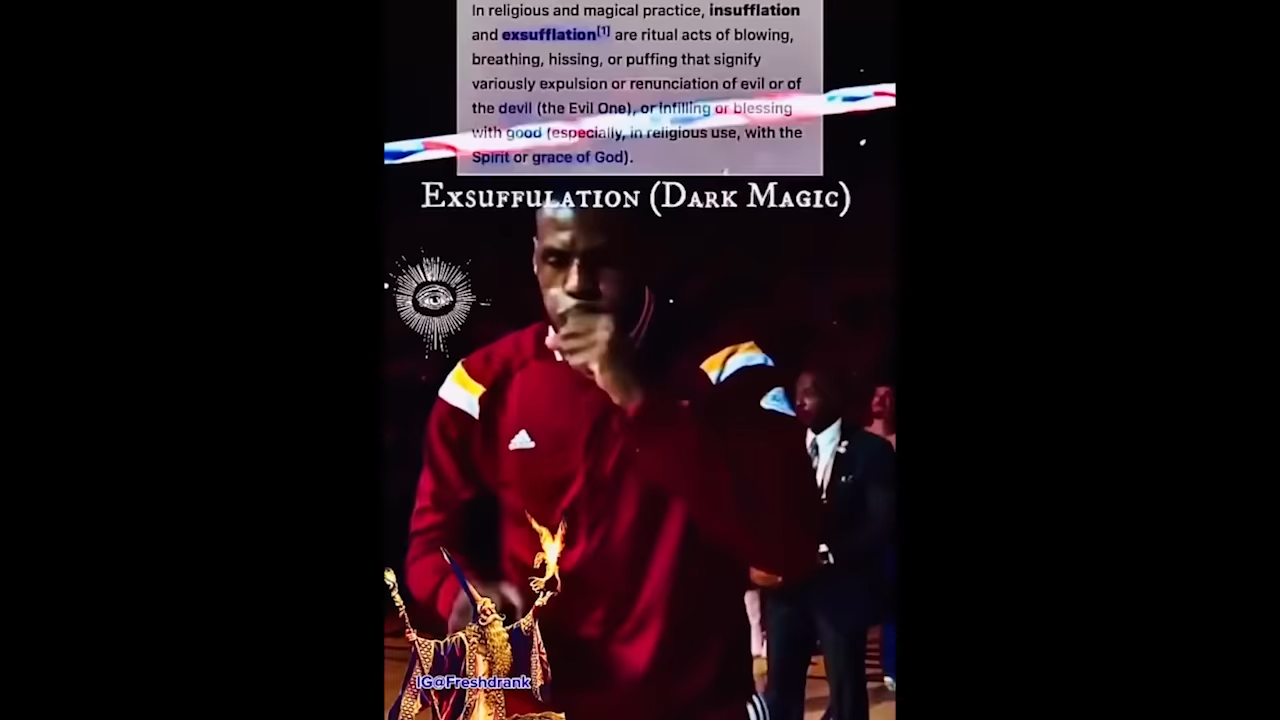 In religious and magical practice, insufflation
and exsufflation[1] are ritual acts of blowing,
breathing, hissing, or puffing that signify
variously expulsion or renunciation of evil or of
the devil (the Evil One), or infilling or blessing
with good (especially, in religious use, with the
Spirit or grace of God).
Exsuffulation (Dark Magic)
IG@Freshdrank